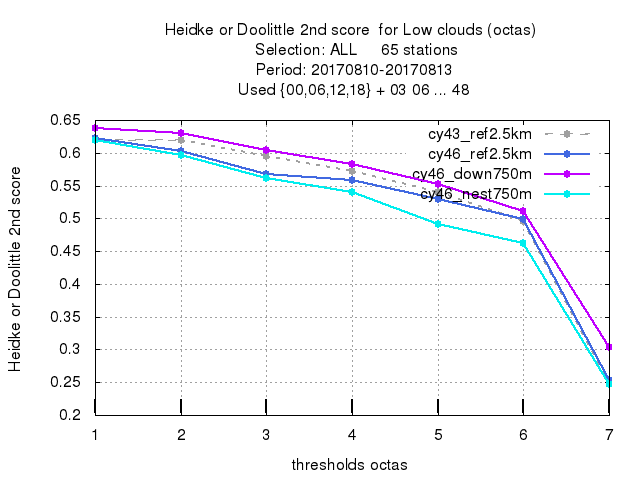 Heidke or Doolittle 2nd score  for Low clouds (octas)
Selection: ALL     65 stations
Period: 20170810-20170813
Used {00,06,12,18} + 03 06 ... 48
cy43_ref2.5km
cy46_ref2.5km
cy46_down750m
cy46_nest750m
Heidke or Doolittle 2nd score
0.65
0.6
0.55
0.5
0.45
0.4
0.35
0.3
0.25
0.2
1 2 3 4 5 6 7
thresholds octas